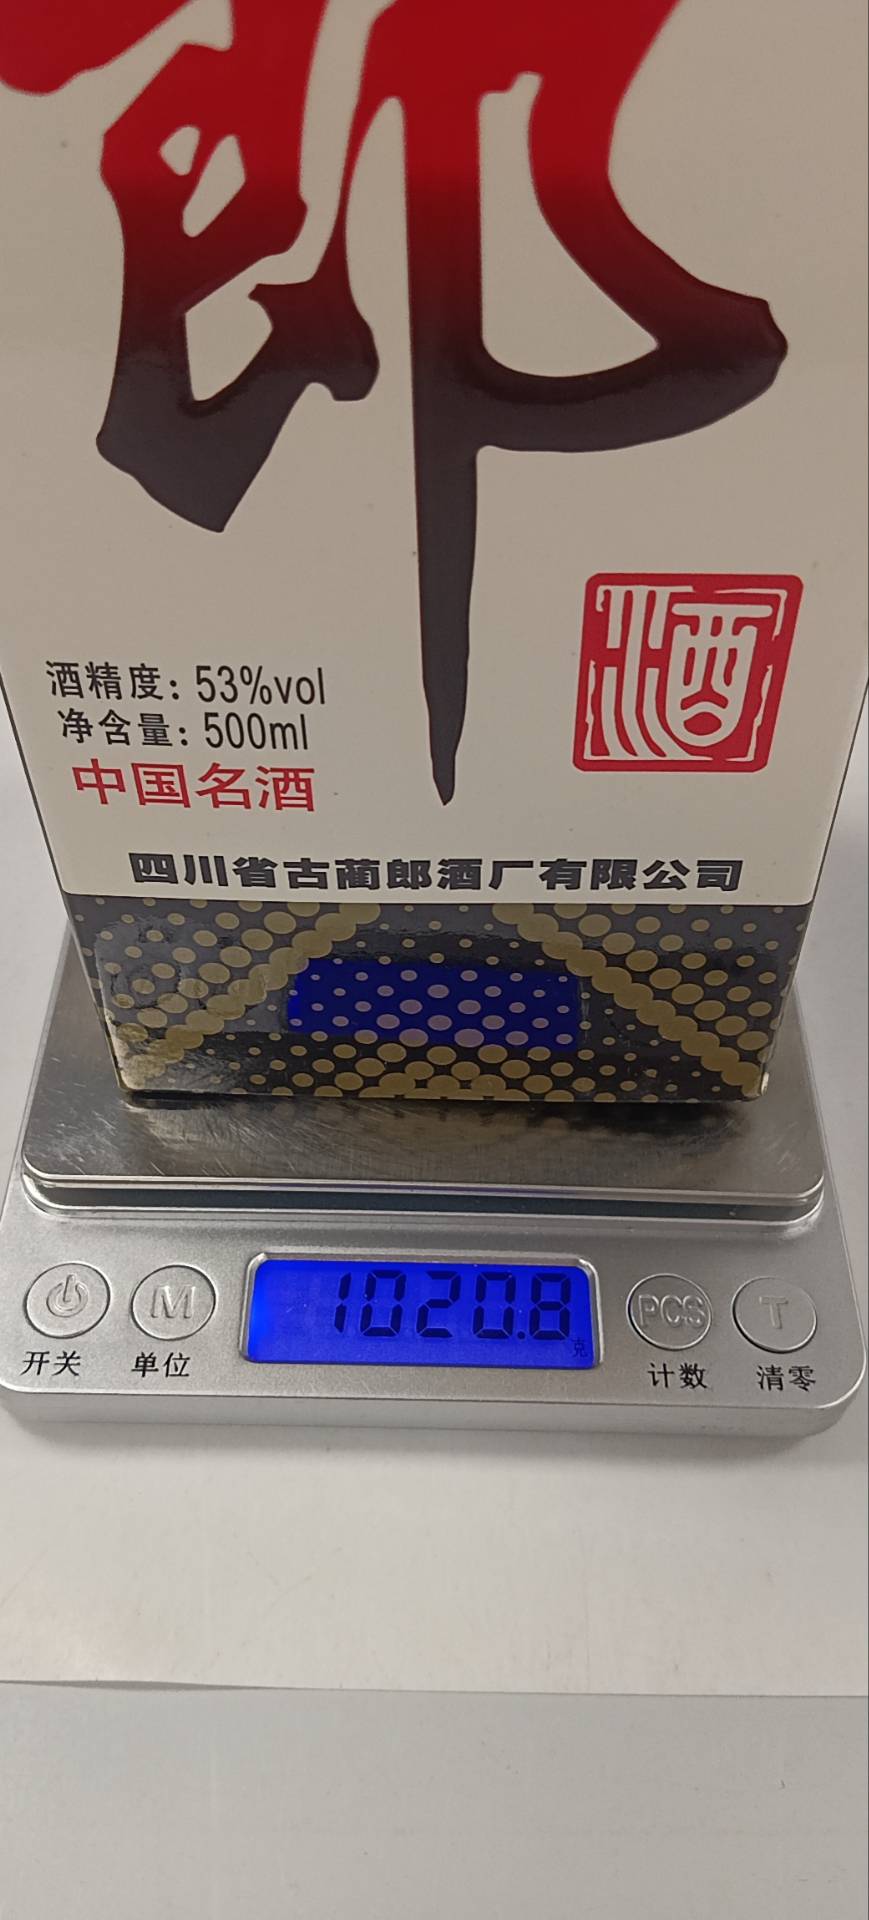 郎
酒
酒精度: 53%vol
净含量: 500ml
中国名酒
四川省古蔺郎酒厂有限公司
1020.8
克
M
PCS
T
开关
单位
计数
清零